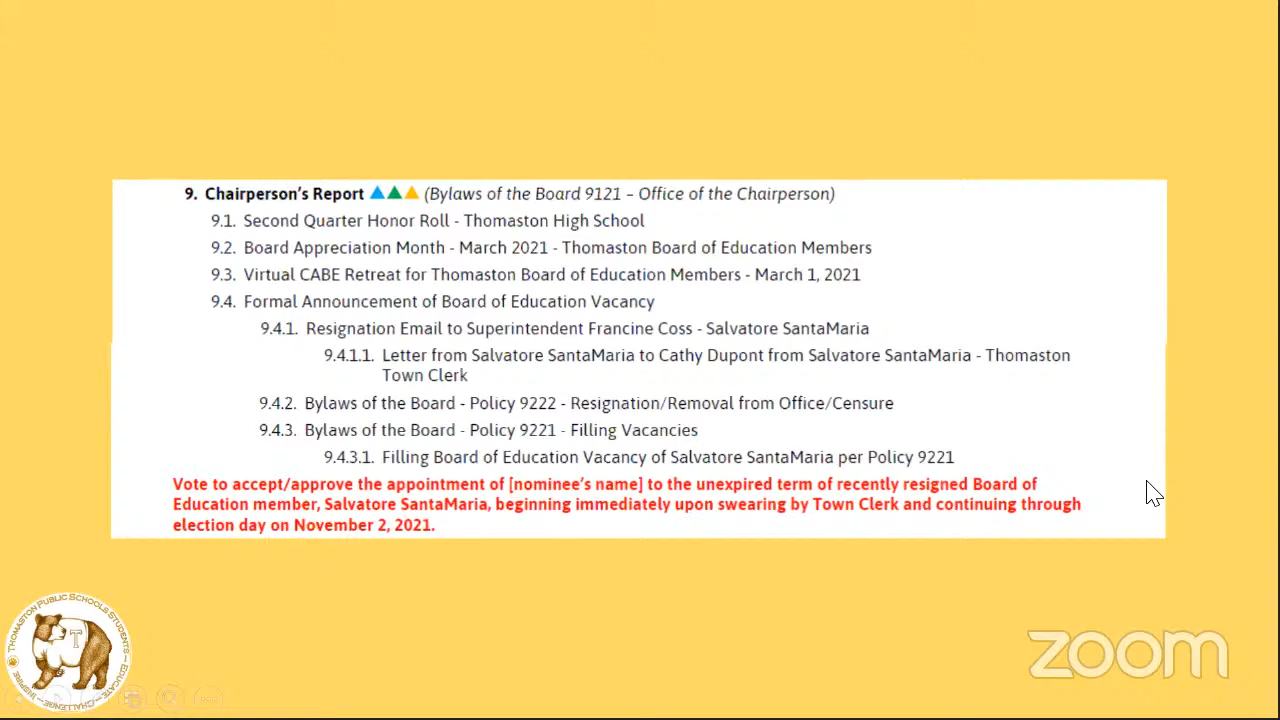 9. Chairperson's Report (Bylaws of the Board 9121 – Office of the Chairperson)
9.1. Second Quarter Honor Roll - Thomaston High School
9.2. Board Appreciation Month - March 2021 - Thomaston Board of Education Members
9.3. Virtual CABE Retreat for Thomaston Board of Education Members - March 1, 2021
9.4. Formal Announcement of Board of Education Vacancy
9.4.1. Resignation Email to Superintendent Francine Coss - Salvatore SantaMaria
9.4.1.1. Letter from Salvatore SantaMaria to Cathy Dupont from Salvatore SantaMaria - Thomaston
Town Clerk
9.4.2. Bylaws of the Board - Policy 9222 - Resignation/Removal from Office/Censure
9.4.3. Bylaws of the Board - Policy 9221 - Filling Vacancies
9.4.3.1. Filling Board of Education Vacancy of Salvatore SantaMaria per Policy 9221
Vote to accept/approve the appointment of [nominee's name] to the unexpired term of recently resigned Board of
Education member, Salvatore SantaMaria, beginning immediately upon swearing by Town Clerk and continuing through
election day on November 2, 2021.
THOMASTON PUBLIC SCHOOLS STUDENTS
INSPIRE – CHALLENGE – EDUCATE
T
zoom